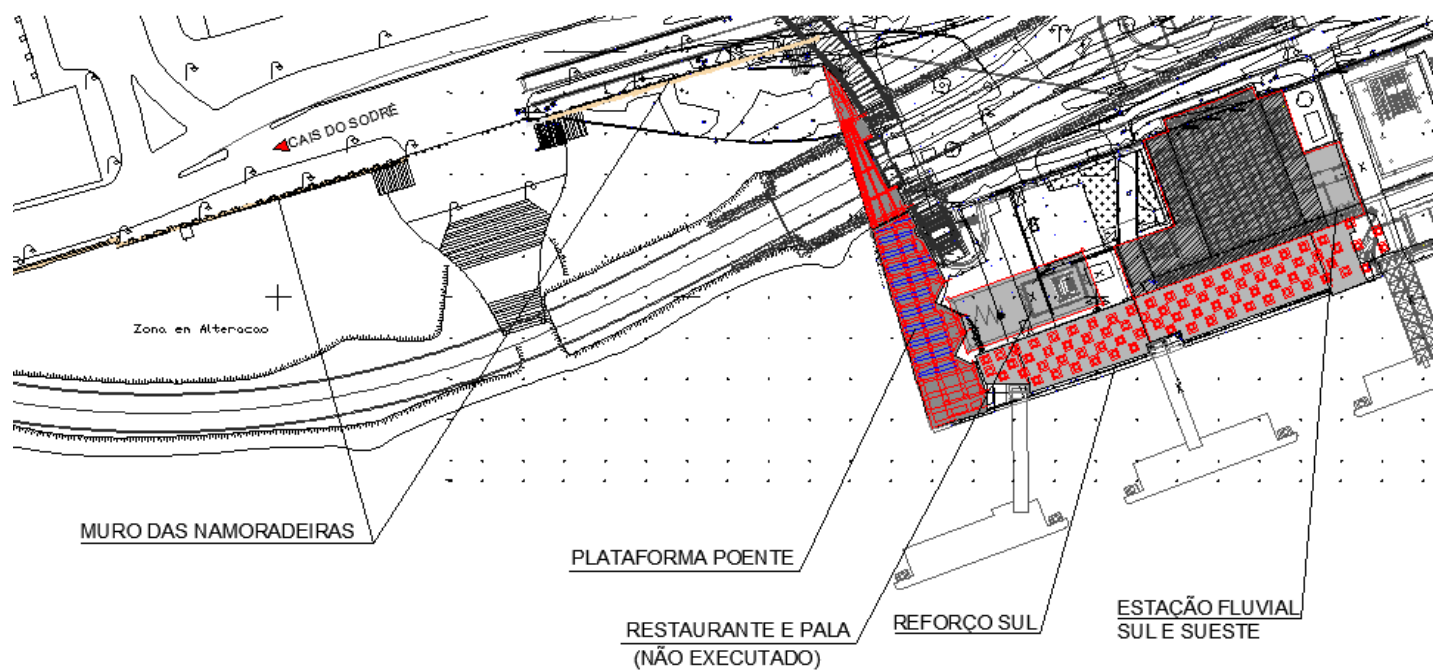 CAIS DO SODRÉ
Zona em Alteracao
MURO DAS NAMORADEIRAS
PLATAFORMA POENTE
RESTAURANTE E PALA
(NÃO EXECUTADO)
REFORÇO SUL
ESTAÇÃO FLUVIAL
SUL E SUESTE